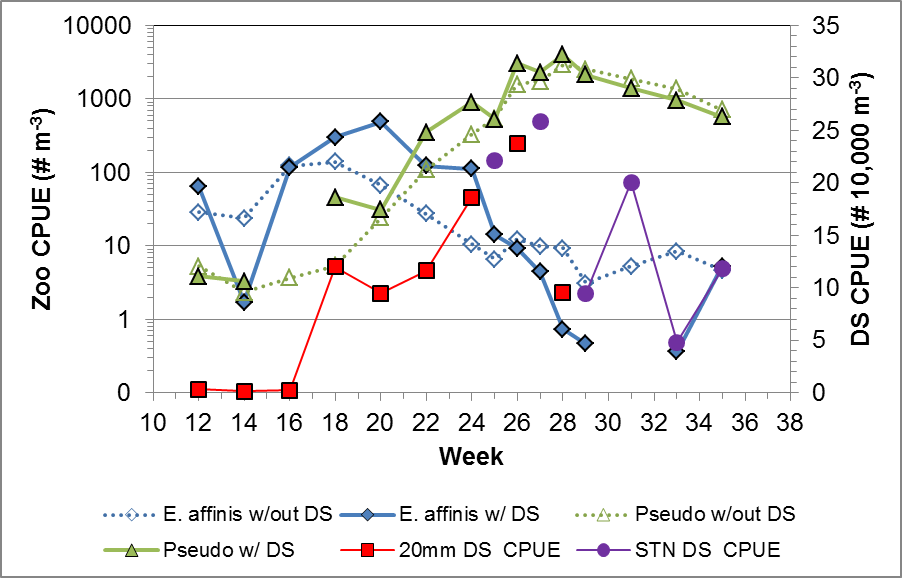 10000
1000
100
10
1
0
Zoo CPUE (# m-3)
35
30
25
20
15
10
5
0
DS CPUE (# 10,000 m-3)
10 12 14 16 18 20 22 24 26 28 30 32 34 36 38
Week
E. affinis w/out DS E. affinis w/ DS Pseudo w/out DS
Pseudo w/ DS 20mm DS CPUE STN DS CPUE